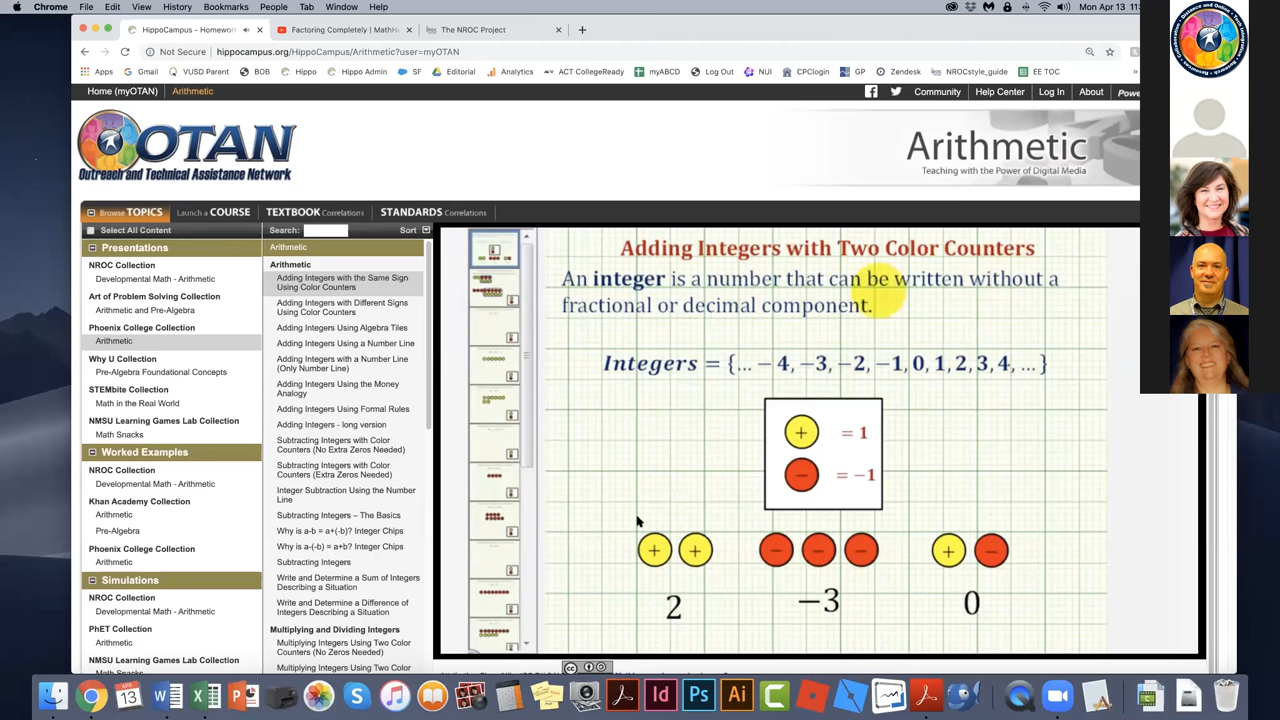 Chrome File Edit View History Bookmarks People Tab Window Help
Mon Apr 13
HippoCampus - Homework
Factoring Completely | MathH
The NROC Project
Not Secure hippocampus.org/HippoCampus/Arithmetic?user=myOTAN
Apps Gmail VUSD Parent BOB Hippo Hippo Admin SF Editorial Analytics ACT CollegeReady myABCD Log Out NUI CPClogin GP Zendesk NROCstyle_guide EE TOC
Home (myOTAN) Arithmetic
Community Help Center Log In About Powe
OTAN
Outreach and Technical Assistance Network
Arithmetic
Teaching with the Power of Digital Media
Browse TOPICS Launch a COURSE TEXTBOOK Correlations STANDARDS Correlations
Select All Content
Presentations
NROC Collection
Developmental Math - Arithmetic
Art of Problem Solving Collection
Arithmetic and Pre-Algebra
Phoenix College Collection
Arithmetic
Why U Collection
Pre-Algebra Foundational Concepts
STEMbite Collection
Math in the Real World
NMSU Learning Games Lab Collection
Math Snacks
Worked Examples
NROC Collection
Developmental Math - Arithmetic
Khan Academy Collection
Arithmetic
Pre-Algebra
Phoenix College Collection
Arithmetic
Simulations
NROC Collection
Developmental Math - Arithmetic
PhET Collection
Arithmetic
NMSU Learning Games Lab
Search: Sort
Arithmetic
Arithmetic
Adding Integers with the Same Sign
Using Color Counters
Adding Integers with Different Signs
Using Color Counters
Adding Integers Using Algebra Tiles
Adding Integers Using a Number Line
Adding Integers with a Number Line
(Only Number Line)
Adding Integers Using the Money
Analogy
Adding Integers Using Formal Rules
Adding Integers - long version
Subtracting Integers with Color
Counters (No Extra Zeros Needed)
Subtracting Integers with Color
Counters (Extra Zeros Needed)
Integer Subtraction Using the Number
Line
Subtracting Integers – The Basics
Why is a-b = a+(-b)? Integer Chips
Why is a-(-b) = a+b? Integer Chips
Subtracting Integers
Write and Determine a Sum of Integers
Describing a Situation
Write and Determine a Difference of
Integers Describing a Situation
Multiplying and Dividing Integers
Multiplying Integers Using Two Color
Counters (No Zeros Needed)
Multiplying Integers Using Two Color
Adding Integers with Two Color Counters
An integer is a number that can be written without a
fractional or decimal component.
Integers = {... − 4, −3, −2, −1, 0, 1, 2, 3, 4, ... }
+ = 1
− = −1
+ + − − − + −
2 −3 0